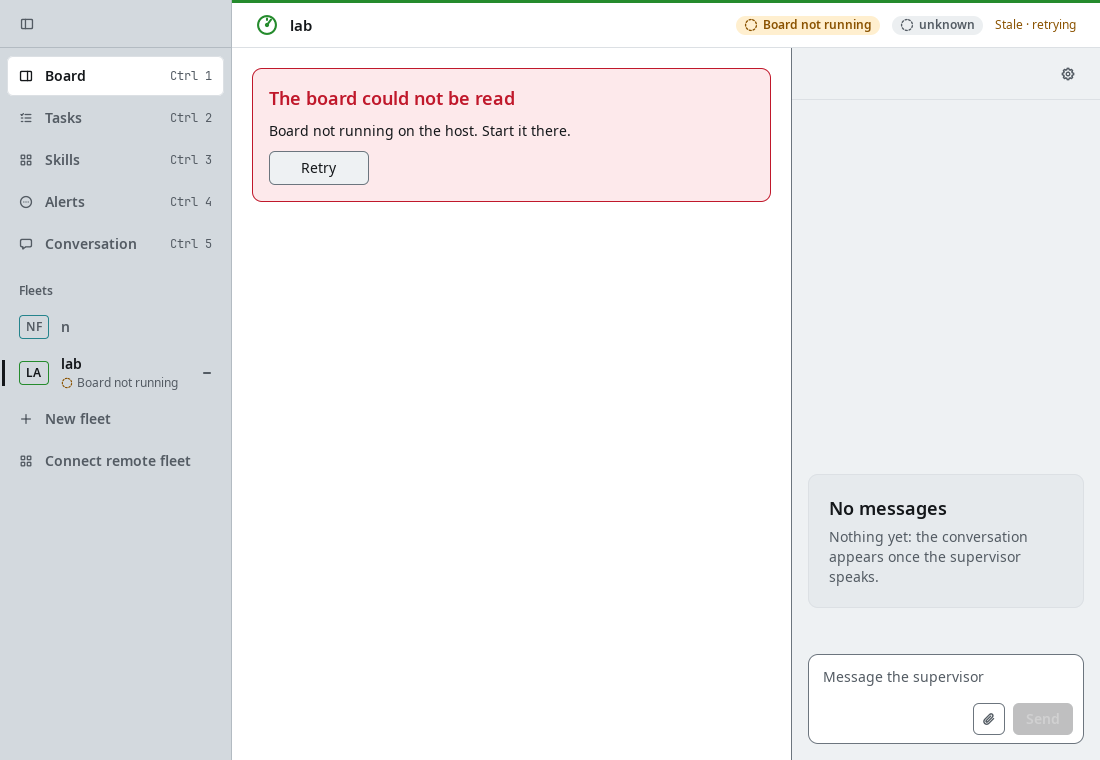 lab
Board not running
unknown
Stale · retrying
Board Ctrl 1
Tasks Ctrl 2
Skills Ctrl 3
Alerts Ctrl 4
Conversation Ctrl 5
Fleets
NF n
LA lab
Board not running
New fleet
Connect remote fleet
The board could not be read
Board not running on the host. Start it there.
Retry
No messages
Nothing yet: the conversation
appears once the supervisor
speaks.
Message the supervisor
Send